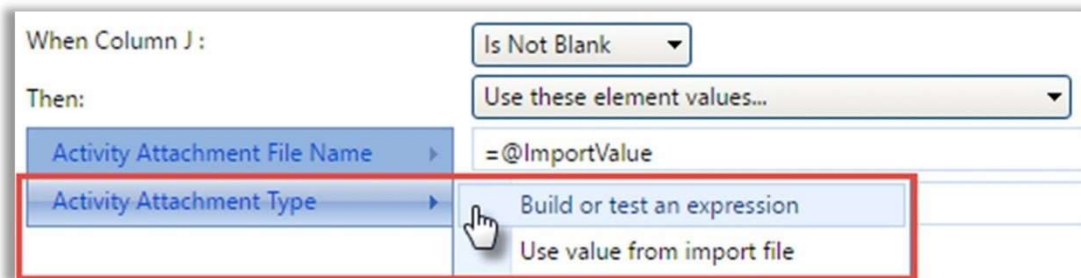 When Column J : Is Not Blank
Then: Use these element values...
Activity Attachment File Name =@ImportValue
Activity Attachment Type Build or test an expression
Use value from import file